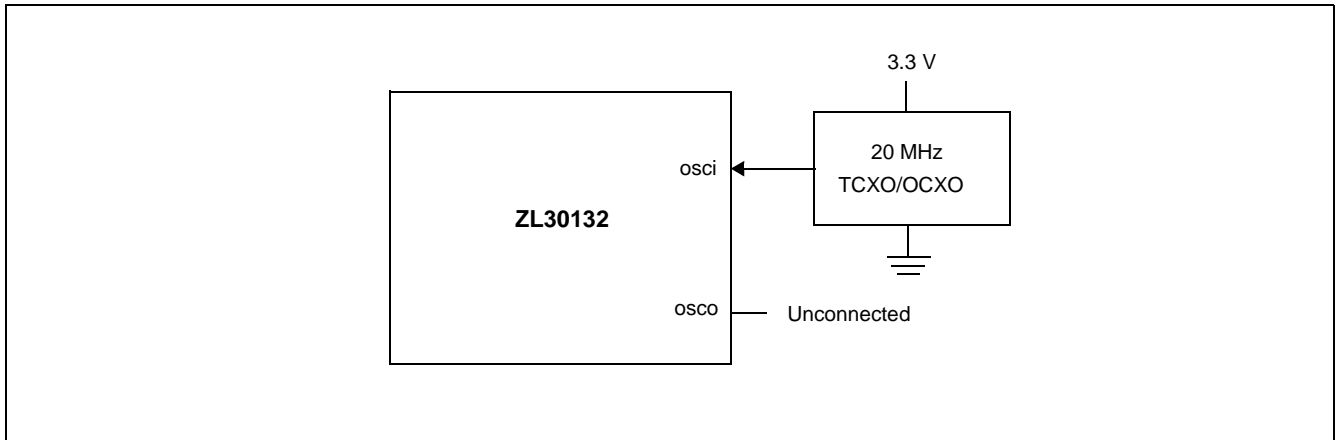 3.3 V
20 MHz
TCXO/OCXO
osci
ZL30132
osco
Unconnected